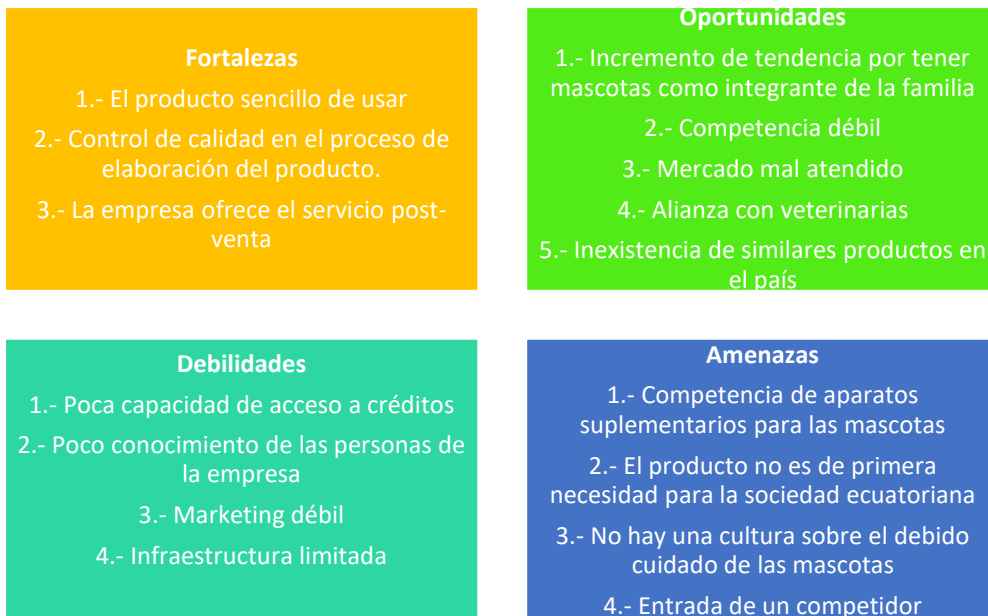 Fortalezas
1.- El producto sencillo de usar
2.- Control de calidad en el proceso de
elaboración del producto.
3.- La empresa ofrece el servicio post-
venta
Oportunidades
1.- Incremento de tendencia por tener
mascotas como integrante de la familia
2.- Competencia débil
3.- Mercado mal atendido
4.- Alianza con veterinarias
5.- Inexistencia de similares productos en
el país
Debilidades
1.- Poca capacidad de acceso a créditos
2.- Poco conocimiento de las personas de
la empresa
3.- Marketing débil
4.- Infraestructura limitada
Amenazas
1.- Competencia de aparatos
suplementarios para las mascotas
2.- El producto no es de primera
necesidad para la sociedad ecuatoriana
3.- No hay una cultura sobre el debido
cuidado de las mascotas
4.- Entrada de un competidor